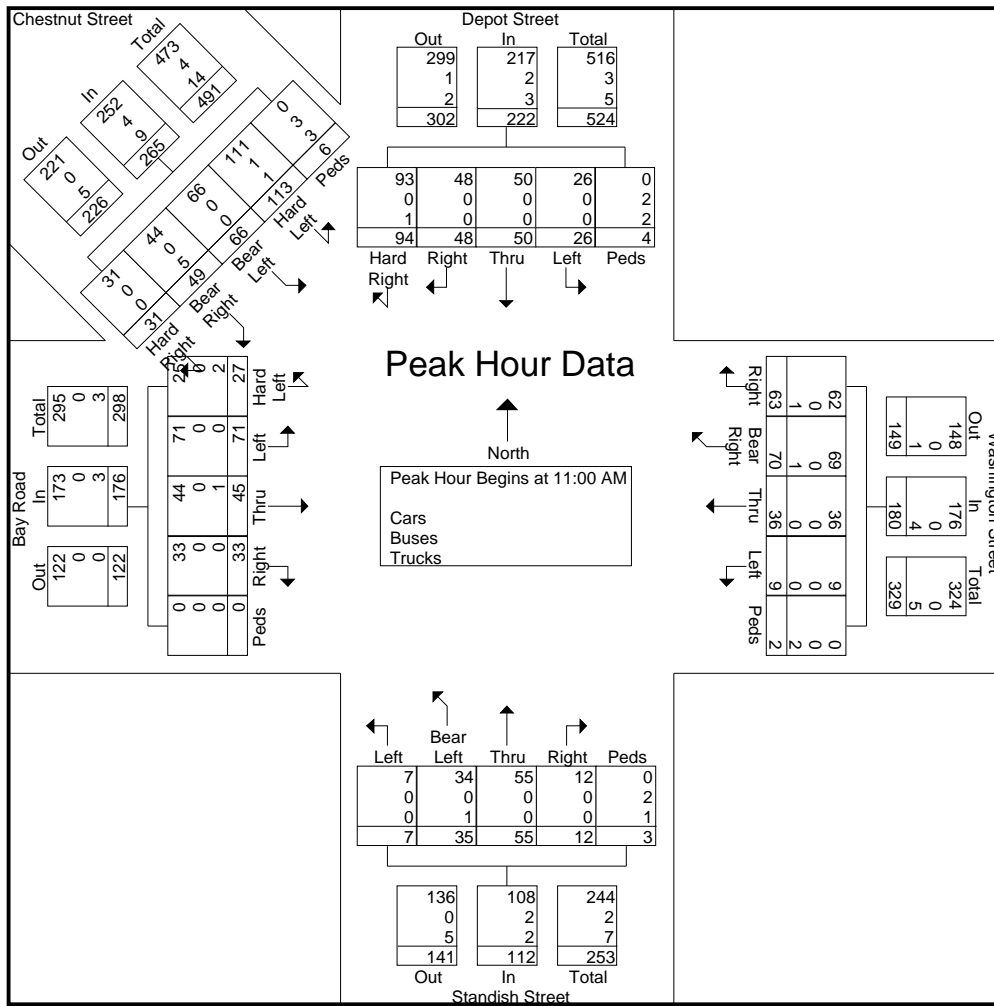 Chestnut Street
Out
221
0
5
226
In
252
4
9
265
Total
473
4
14
491
31
0
0
31
Hard
Right
44
0
5
49
Bear
Right
66
0
0
66
Bear
Left
111
1
1
113
Hard
Left
0
3
3
6
Peds
Depot Street
Out In Total
299 217 516
1 2 3
2 3 5
302 222 524
93 48 50 26 0
0 0 0 0 2
1 0 0 0 2
94 48 50 26 4
Hard
Right Right Thru Left Peds
Peak Hour Data
North
Peak Hour Begins at 11:00 AM
Cars
Buses
Trucks
Bay Road
Total
295 0 3 298
In
173 0 3 176
Out
122 0 0 122
25 0 2 27
Hard
Left
71 0 0 71
Left
44 0 1 45
Thru
33 0 0 33
Right
0 0 0 0
Peds
Washington Street
Out
148 0 1 149
In
176 0 4 180
Total
324 0 5 329
Right
62 0 1 63
Bear
Right
69 0 1 70
Thru
36 0 0 36
Left
9 0 0 9
Peds
0 0 2 2
Bear
Left Left Thru Right Peds
7 34 55 12 0
0 0 0 0 2
0 1 0 0 1
7 35 55 12 3
136 108 244
0 2 2
5 2 7
141 112 253
Out In Total
Standish Street